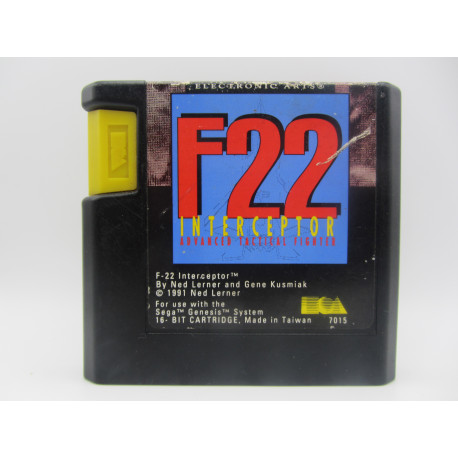 ELECTRONIC ARTS®
F22
INTERCEPTOR
ADVANCED TACTICAL FIGHTER
F-22 Interceptor™
By Ned Lerner and Gene Kusmiak
© 1991 Ned Lerner
For use with the
Sega™ Genesis™ System
16- BIT CARTRIDGE, Made in Taiwan
EA
7015